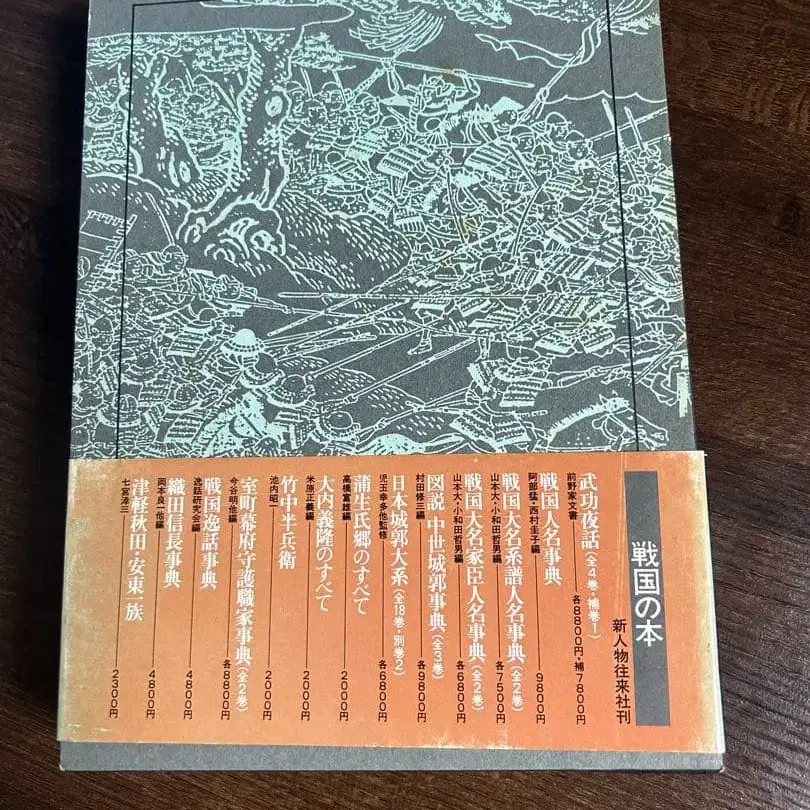 戦国の本
新人物往来社刊
武功夜話(全4巻・補巻1)
前野家文書
各8800円・補7800円
戦国人名事典
阿部猛・西村圭子編
9800円
戦国大名系譜人名事典(全2巻)
山本大・小和田哲男編
各7500円
戦国大名家臣人名事典(全2巻)
山本大・小和田哲男編
各6800円
図説 中世城郭事典(全3巻)
村田修三編
各9800円
日本城郭大系(全18巻・別巻2)
児玉幸多他監修
各6800円
蒲生氏郷のすべて
高橋富雄編
2000円
大内義隆のすべて
米原正義編
2000円
竹中半兵衛
池内昭一
2000円
室町幕府守護職家事典(全2巻)
今谷明他編
各8800円
戦国逸話事典
逸話研究会編
4800円
織田信長事典
岡本良一他編
4800円
津軽秋田・安東一族
七宮涬三
2300円